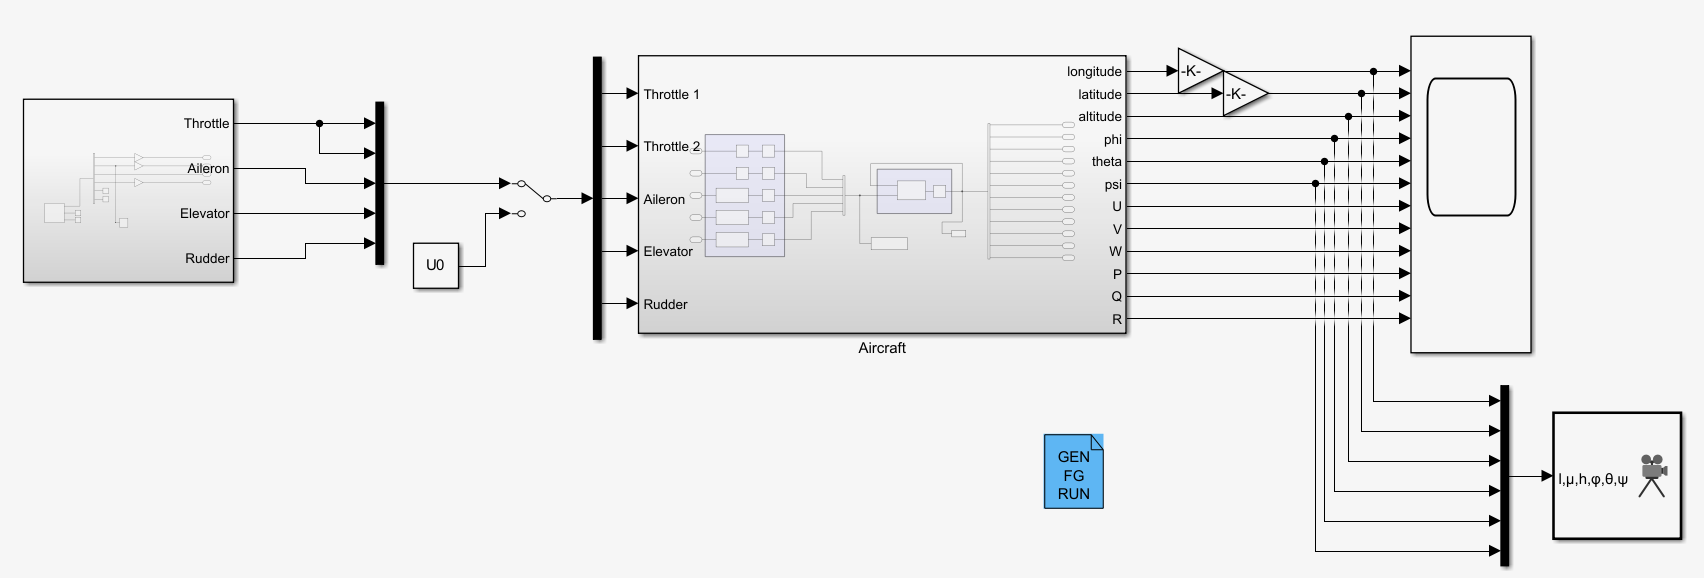 Throttle
Aileron
Elevator
Rudder
U0
Throttle 1
Throttle 2
Aileron
Elevator
Rudder
longitude
latitude
altitude
phi
theta
psi
U
V
W
P
Q
R
Aircraft
-K-
-K-
GEN
FG
RUN
l,μ,h,φ,θ,ψ